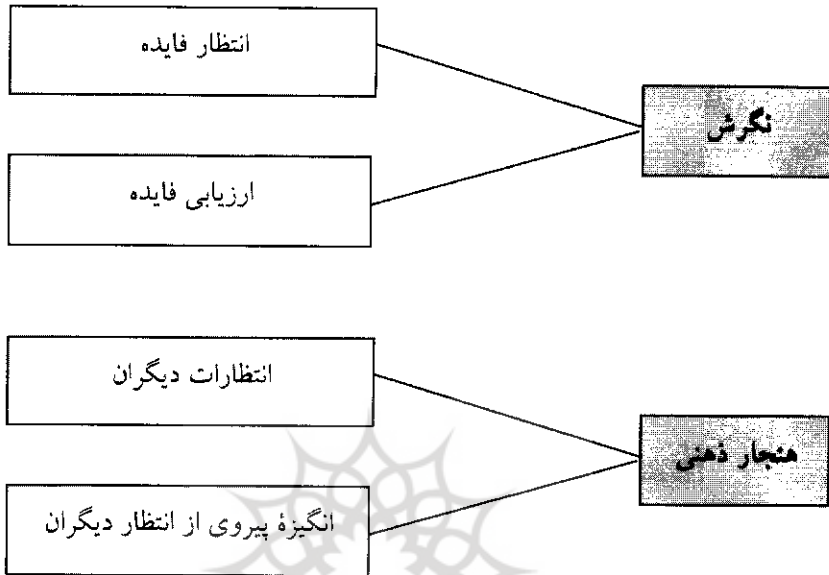 انتظار فایده
نگرش
ارزیابی فایده
انتظارات دیگران
هنجار ذهنی
انگیزهٔ پیروی از انتظار دیگران